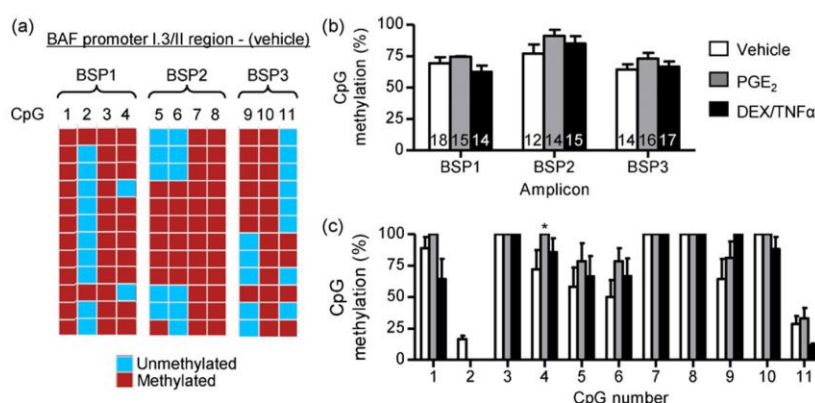 (a)
BAF promoter I.3/II region - (vehicle)
BSP1 BSP2 BSP3
CpG 1 2 3 4 5 6 7 8 9 10 11
Unmethylated
Methylated
(b)
CpG
methylation (%)
100
75
50
25
0
18 15 14 12 14 15 14 16 17
BSP1 BSP2 BSP3
Amplicon
Vehicle
PGE₂
DEX/TNFα
(c)
CpG
methylation (%)
100
75
50
25
0
*
1 2 3 4 5 6 7 8 9 10 11
CpG number